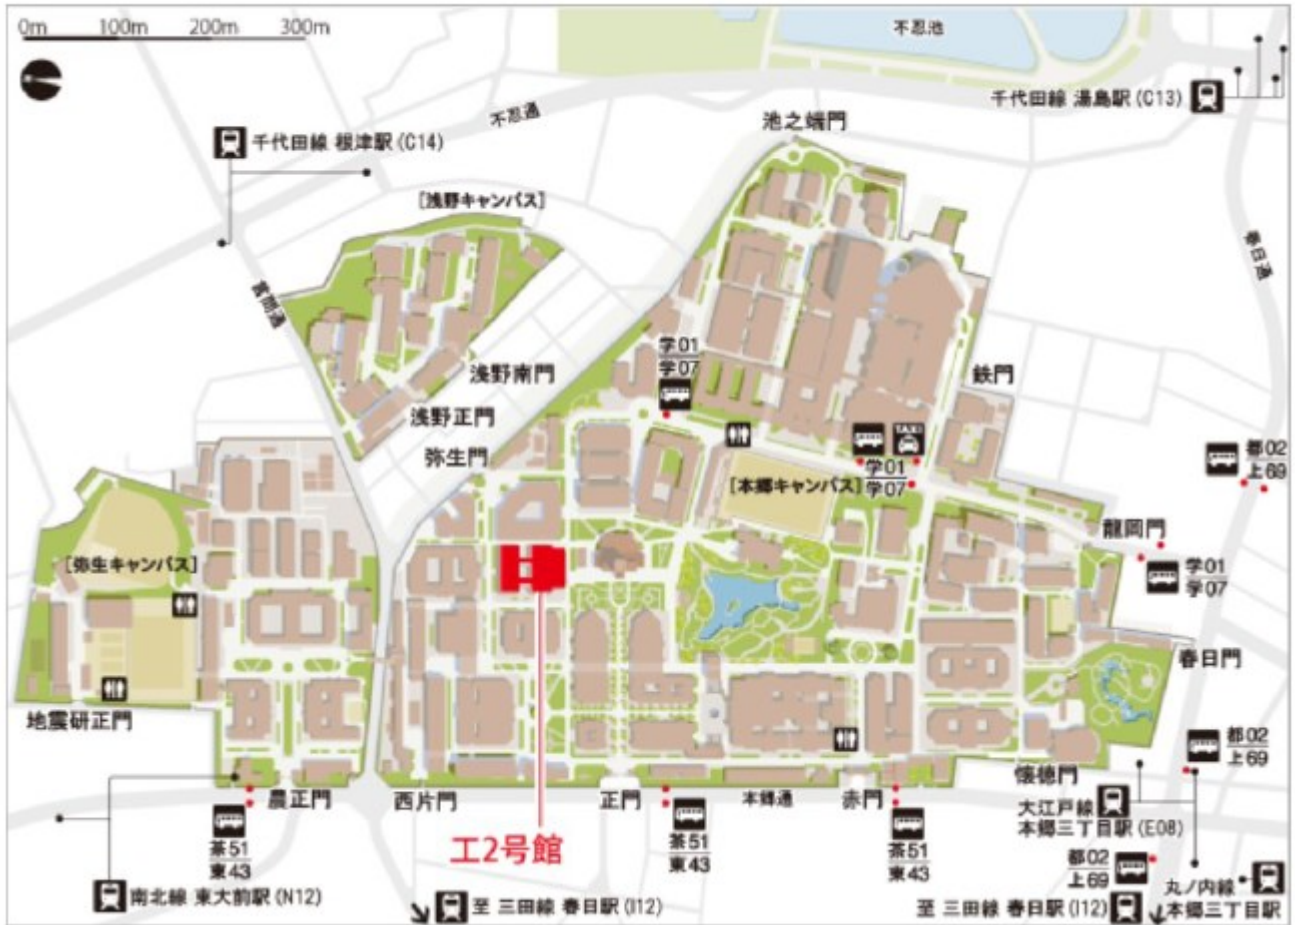 0m 100m 200m 300m
不忍池
千代田線 湯島駅(C13)
不忍通
池之端門
千代田線 根津駅(C14)
[浅野キャンパス]
春日通
言問通
学01
学07
浅野南門
鉄門
浅野正門
TAXI
弥生門
都02
上69
学01
学07
[本郷キャンパス]
龍岡門
[弥生キャンパス]
学01
学07
春日門
地震研正門
都02
上69
懐徳門
農正門
西片門
正門
本郷通
赤門
大江戸線
本郷三丁目駅(E08)
茶51
東43
工2号館
茶51
東43
茶51
東43
都02
上69
丸ノ内線
本郷三丁目駅
南北線 東大前駅(N12)
至 三田線 春日駅(I12)
至 三田線 春日駅(I12)